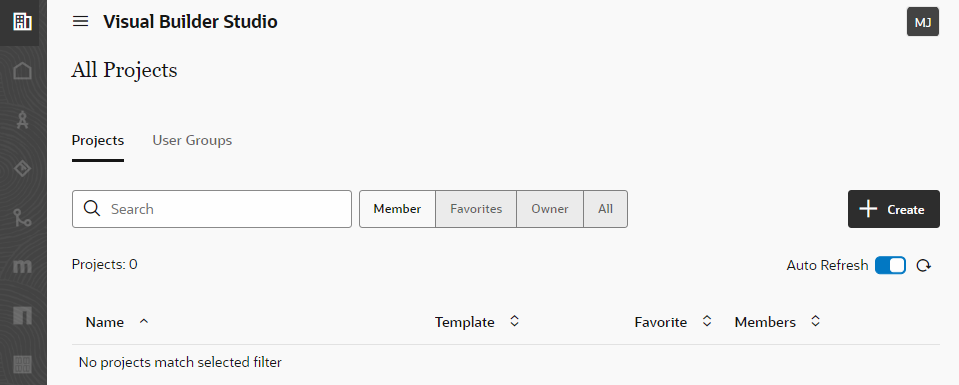 Visual Builder Studio
MJ
All Projects
Projects User Groups
Search Member Favorites Owner All Create
Projects: 0 Auto Refresh
Name Template Favorite Members
No projects match selected filter